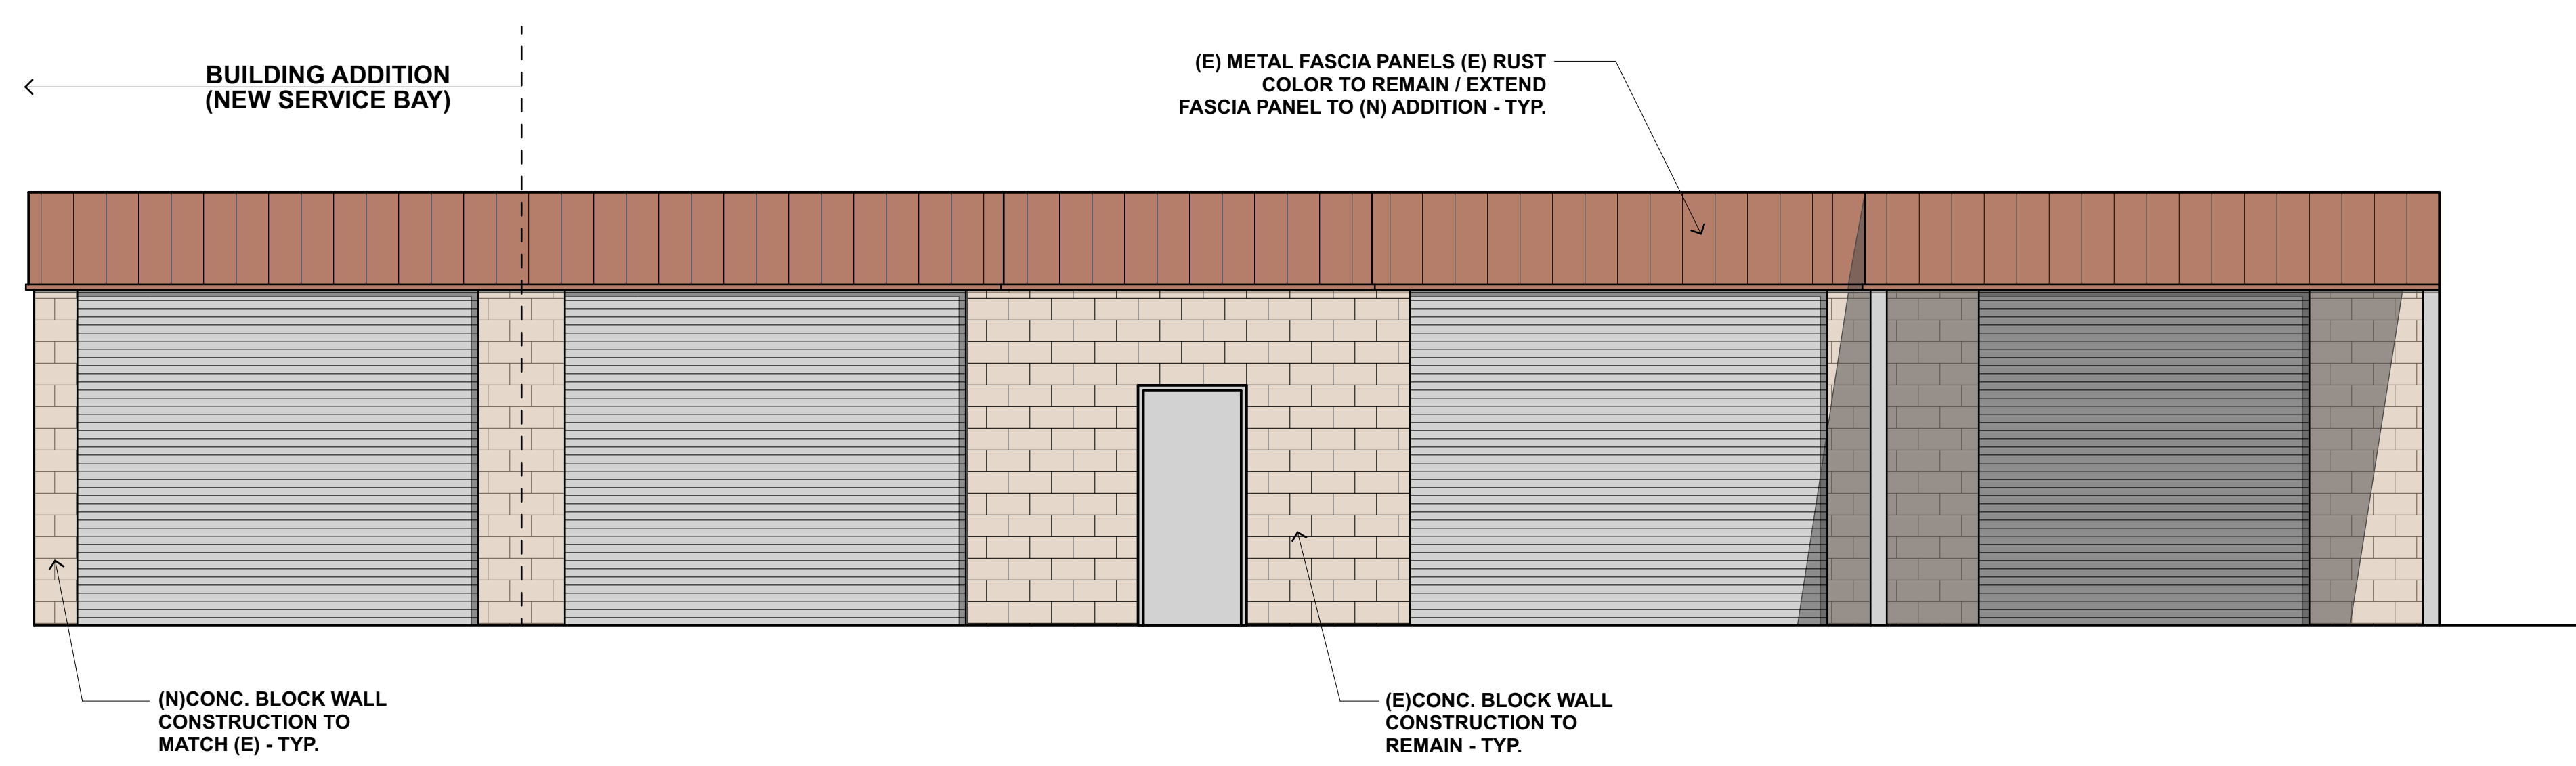 BUILDING ADDITION
(NEW SERVICE BAY)
(E) METAL FASCIA PANELS (E) RUST
COLOR TO REMAIN / EXTEND
FASCIA PANEL TO (N) ADDITION - TYP.
(N)CONC. BLOCK WALL
CONSTRUCTION TO
MATCH (E) - TYP.
(E)CONC. BLOCK WALL
CONSTRUCTION TO
REMAIN - TYP.